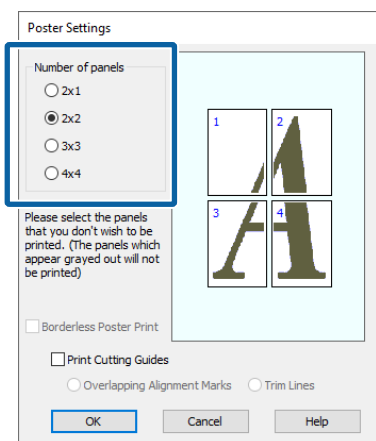 Poster Settings
Number of panels
2x1
2x2
3x3
4x4
1 2
3 4
Please select the panels
that you don't wish to be
printed. (The panels which
appear grayed out will not
be printed)
Borderless Poster Print
Print Cutting Guides
Overlapping Alignment Marks Trim Lines
OK Cancel Help